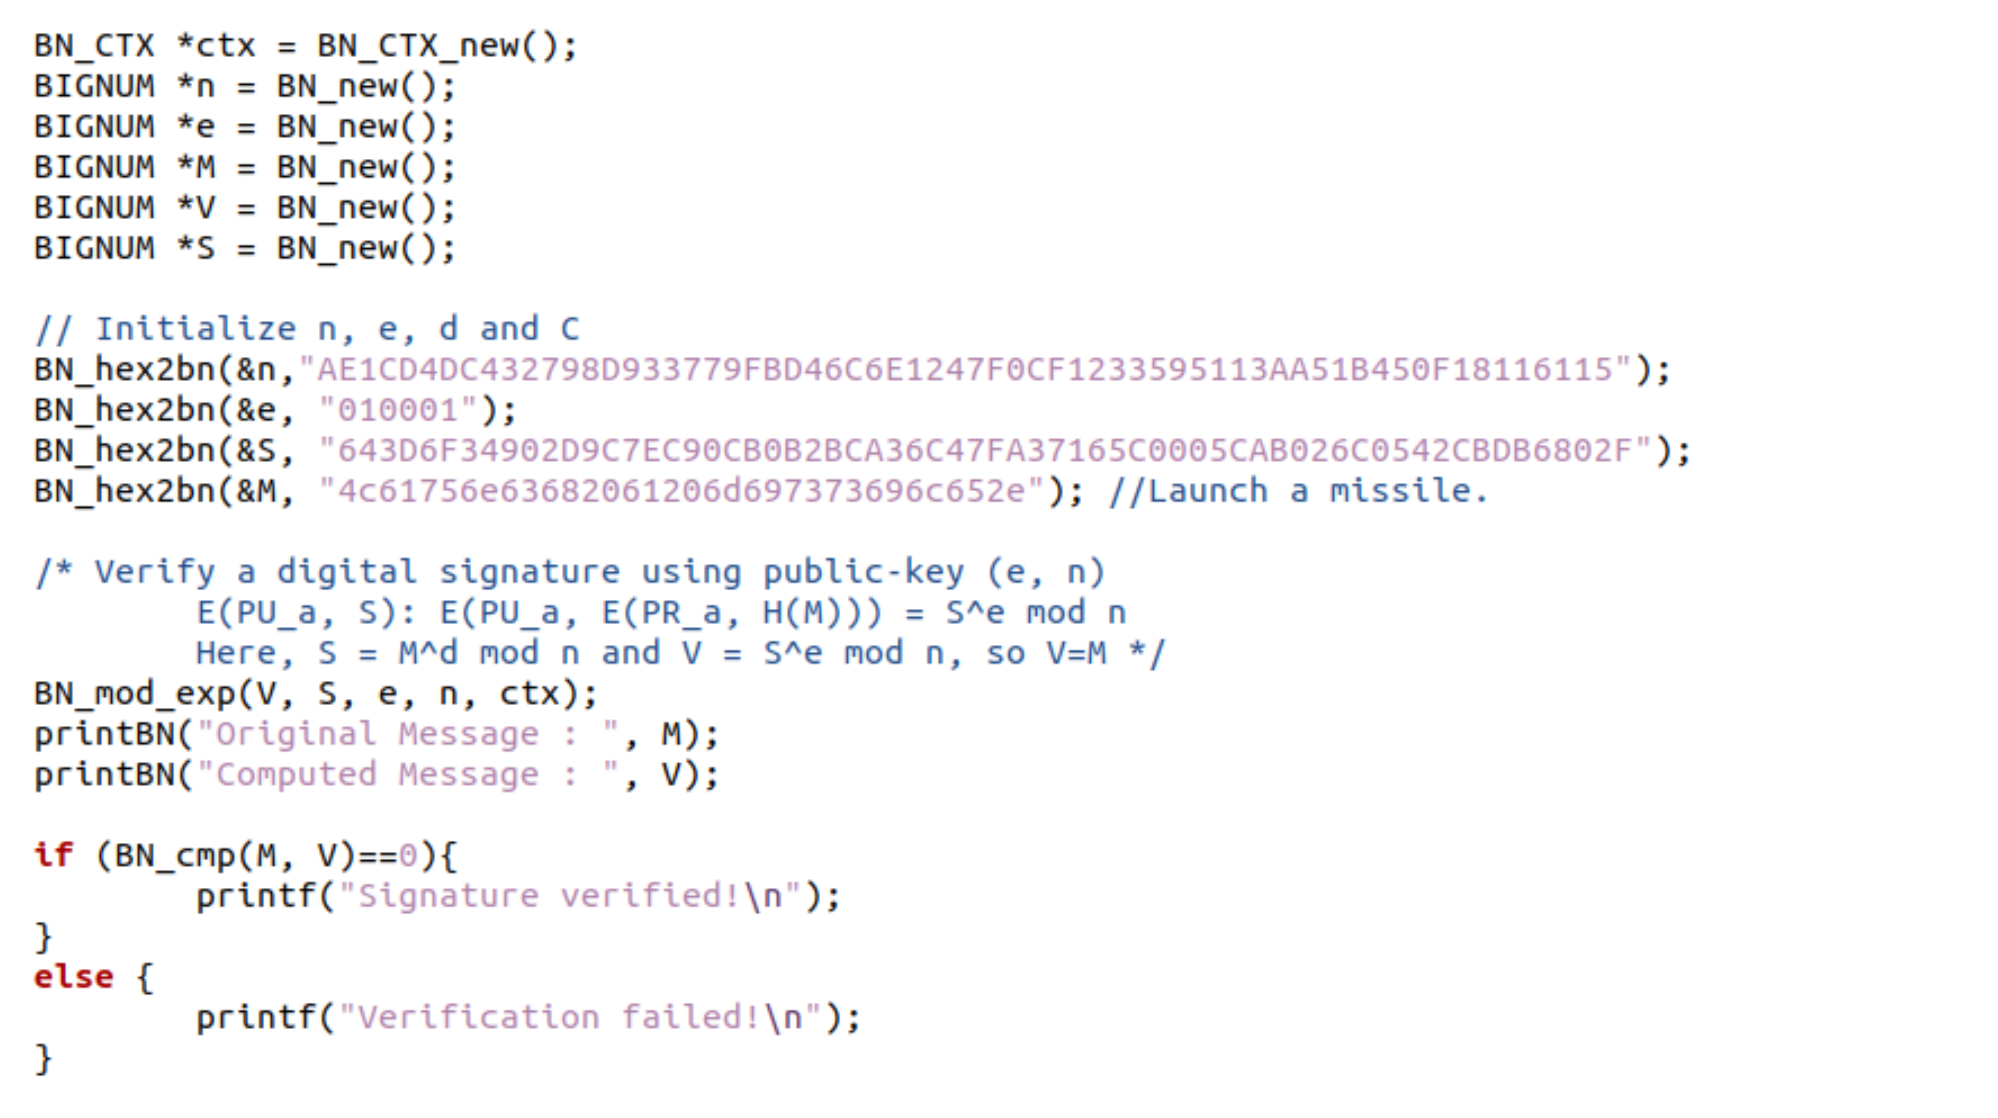 BN_CTX *ctx = BN_CTX_new();
BIGNUM *n = BN_new();
BIGNUM *e = BN_new();
BIGNUM *M = BN_new();
BIGNUM *V = BN_new();
BIGNUM *S = BN_new();
// Initialize n, e, d and C
BN_hex2bn(&n,"AE1CD4DC432798D933779FBD46C6E1247F0CF1233595113AA51B450F18116115");
BN_hex2bn(&e, "010001");
BN_hex2bn(&S, "643D6F34902D9C7EC90CB0B2BCA36C47FA37165C0005CAB026C0542CBDB6802F");
BN_hex2bn(&M, "4c61756e63682061206d697373696c652e"); //Launch a missile.
/* Verify a digital signature using public-key (e, n)
E(PU_a, S): E(PU_a, E(PR_a, H(M))) = S^e mod n
Here, S = M^d mod n and V = S^e mod n, so V=M */
BN_mod_exp(V, S, e, n, ctx);
printBN("Original Message : ", M);
printBN("Computed Message : ", V);
if (BN_cmp(M, V)==0){
printf("Signature verified!\n");
}
else {
printf("Verification failed!\n");
}